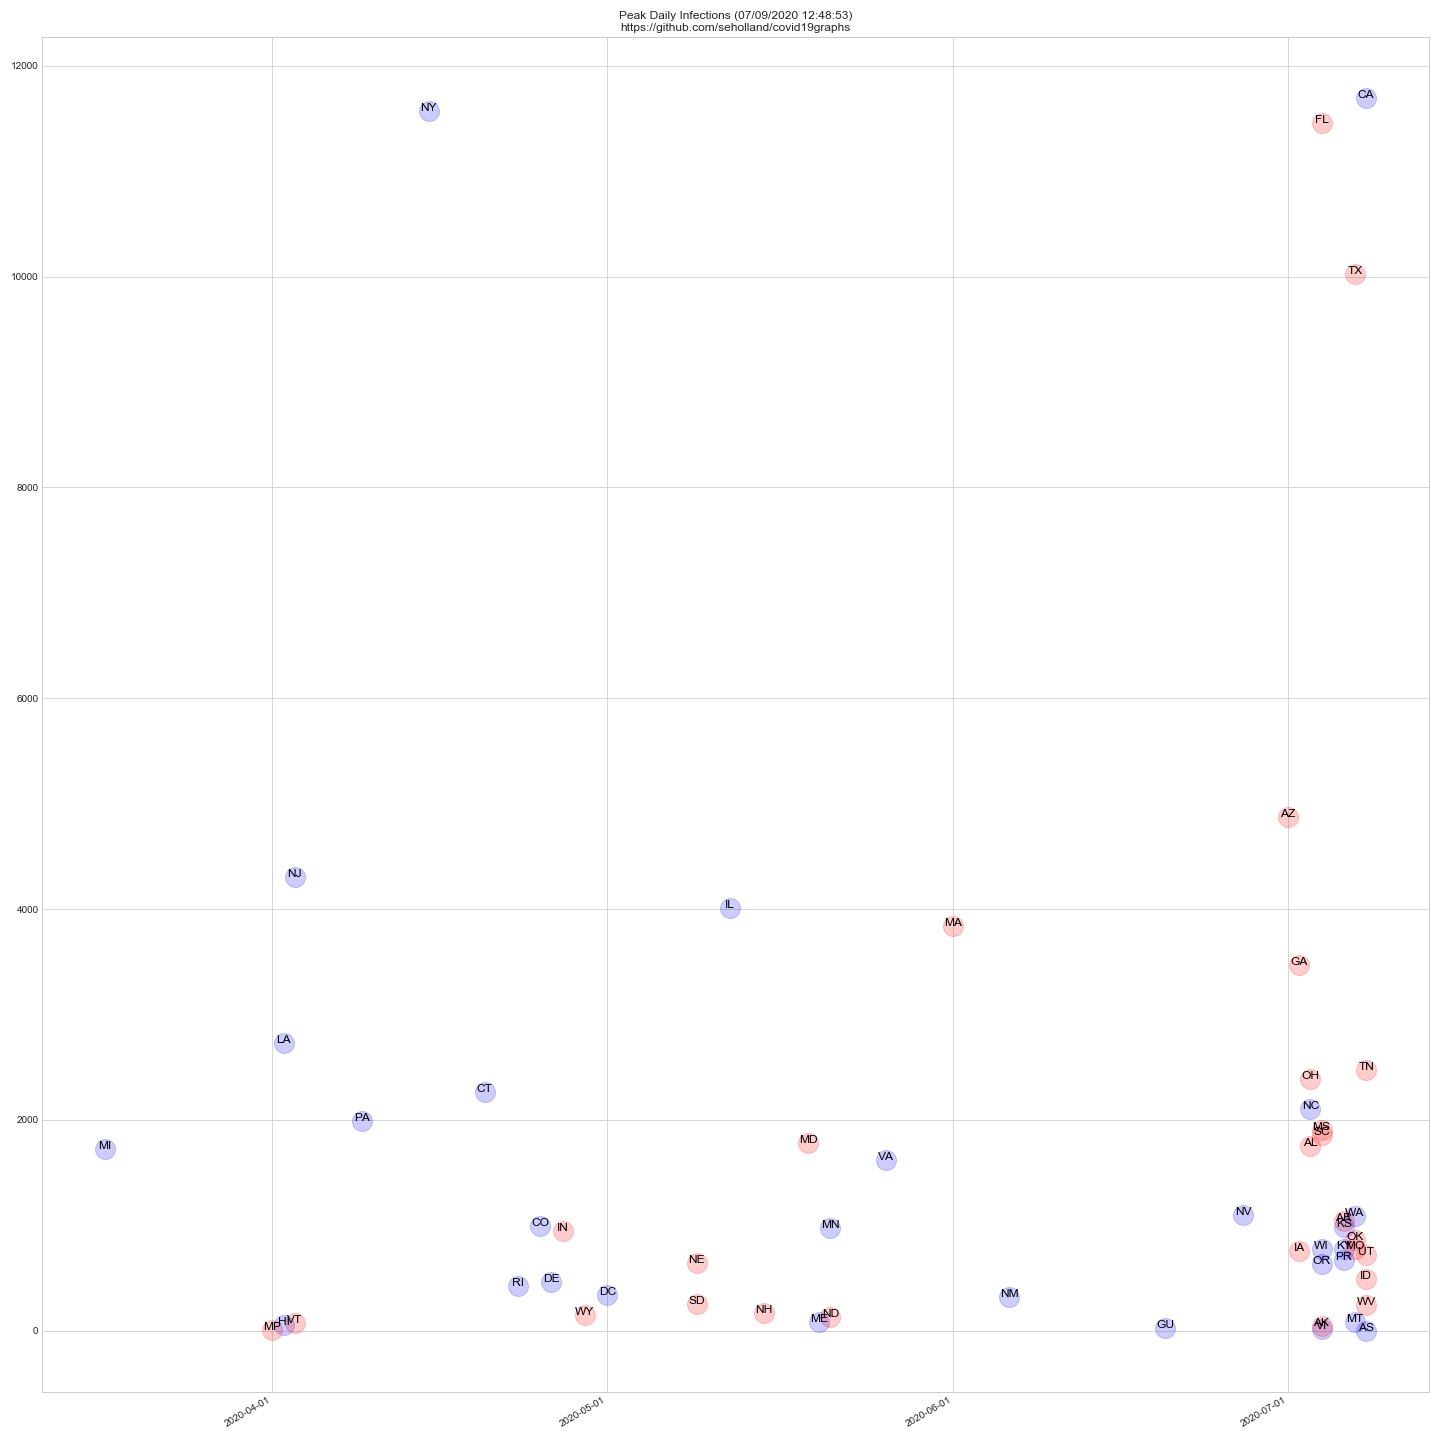 Peak Daily Infections (07/09/2020 12:48:53)
https://github.com/seholland/covid19graphs
12000
NY
CA
FL
10000
TX
8000
6000
AZ
NJ
4000
IL
MA
GA
LA
TN
OH
CT
NC
2000
PA
MS
SC
MD
AL
MI
VA
NV
WA
AR
CO
KS
MN
IN
OK
IA
WI
KY
MO
UT
NE
OR
PR
RI
DE
ID
DC
NM
SD
WV
NH
WY
ND
ME
MT
VT
HI
AK
MP
GU
VI
AS
0
2020-04-01
2020-05-01
2020-06-01
2020-07-01